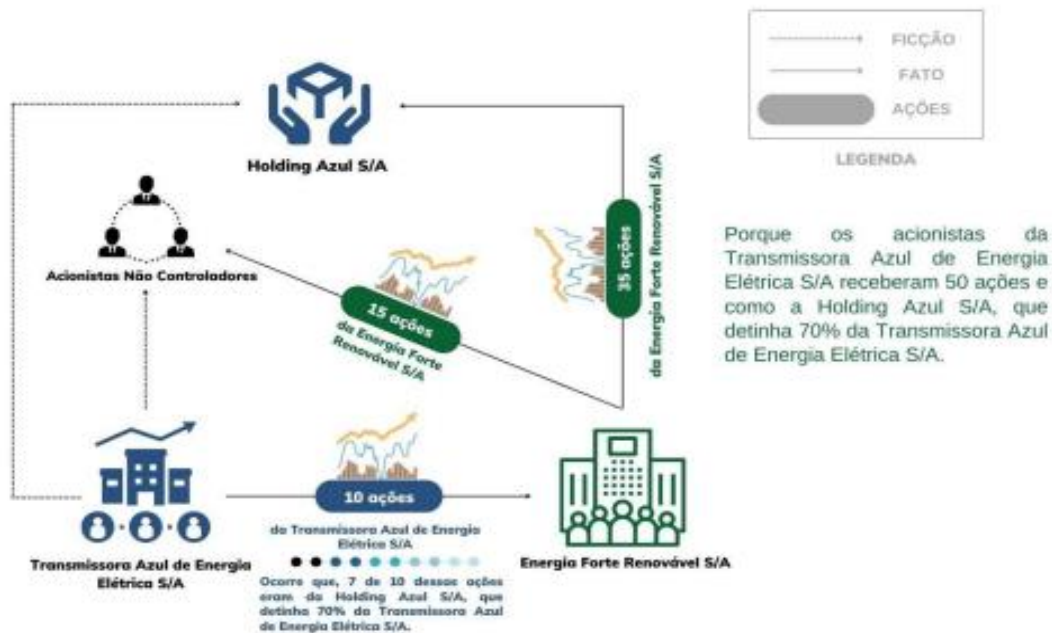 FICÇÃO
FATO
AÇÕES
LEGENDA
Holding Azul S/A
Acionistas Não Controladores
15 ações
da Energia Forte
Renovável S/A
35 ações
da Energia Forte Renovável S/A
Porque os acionistas da
Transmissora Azul de Energia
Elétrica S/A receberam 50 ações e
como a Holding Azul S/A, que
detinha 70% da Transmissora Azul
de Energia Elétrica S/A.
10 ações
da Transmissora Azul de Energia
Elétrica S/A
Ocorre que, 7 de 10 dessas ações
eram da Holding Azul S/A, que
detinha 70% da Transmissora Azul
de Energia Elétrica S/A.
Transmissora Azul de Energia
Elétrica S/A
Energia Forte Renovável S/A